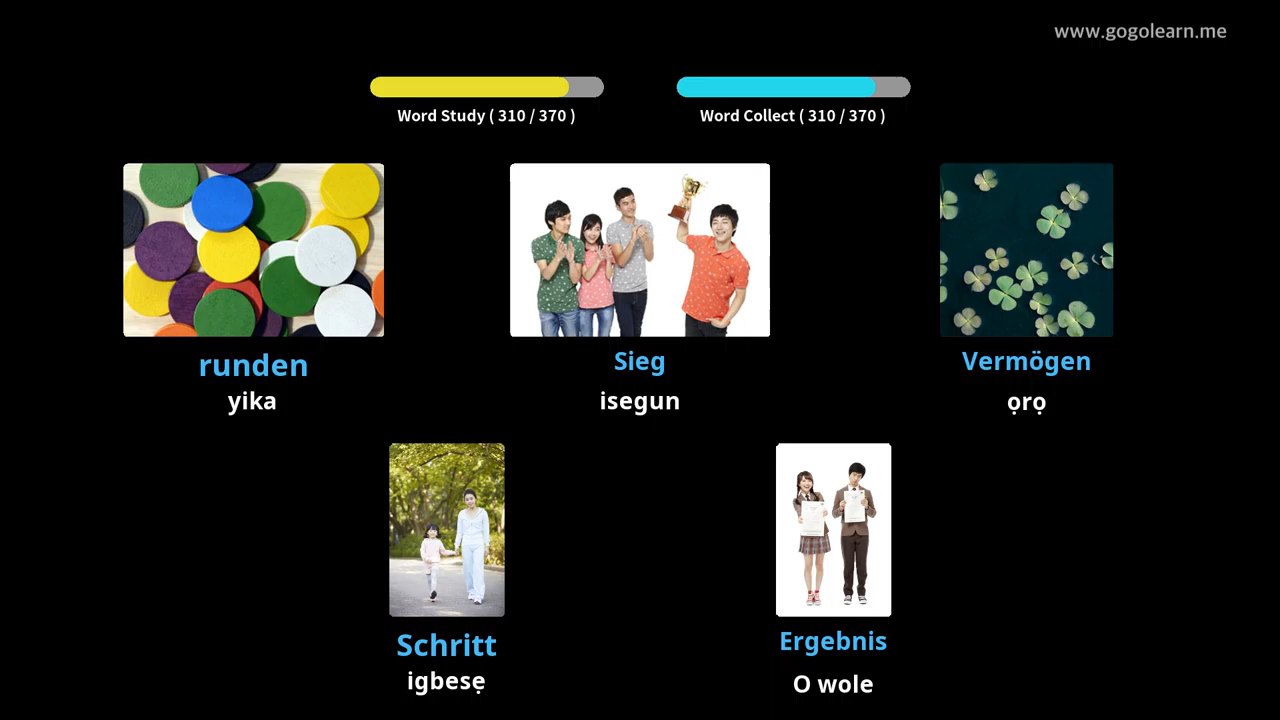 www.gogolearn.me
Word Study ( 310 / 370 )
Word Collect ( 310 / 370 )
runden
yika
Sieg
isegun
Vermögen
ọrọ
Schritt
igbesẹ
Ergebnis
O wole